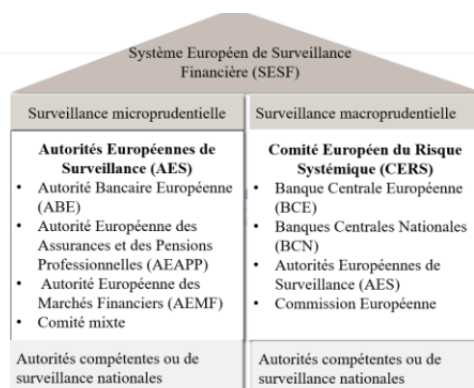 Système Européen de Surveillance
Financière (SESF)
Surveillance microprudentielle
Autorités Européennes de
Surveillance (AES)
• Autorité Bancaire Européenne
(ABE)
• Autorité Européenne des
Assurances et des Pensions
Professionnelles (AEAPP)
• Autorité Européenne des
Marchés Financiers (AEMF)
• Comité mixte
Autorités compétentes ou de
surveillance nationales
Surveillance macroprudentielle
Comité Européen du Risque
Systémique (CERS)
• Banque Centrale Européenne
(BCE)
• Banques Centrales Nationales
(BCN)
• Autorités Européennes de
Surveillance (AES)
• Commission Européenne
Autorités compétentes ou de
surveillance nationales